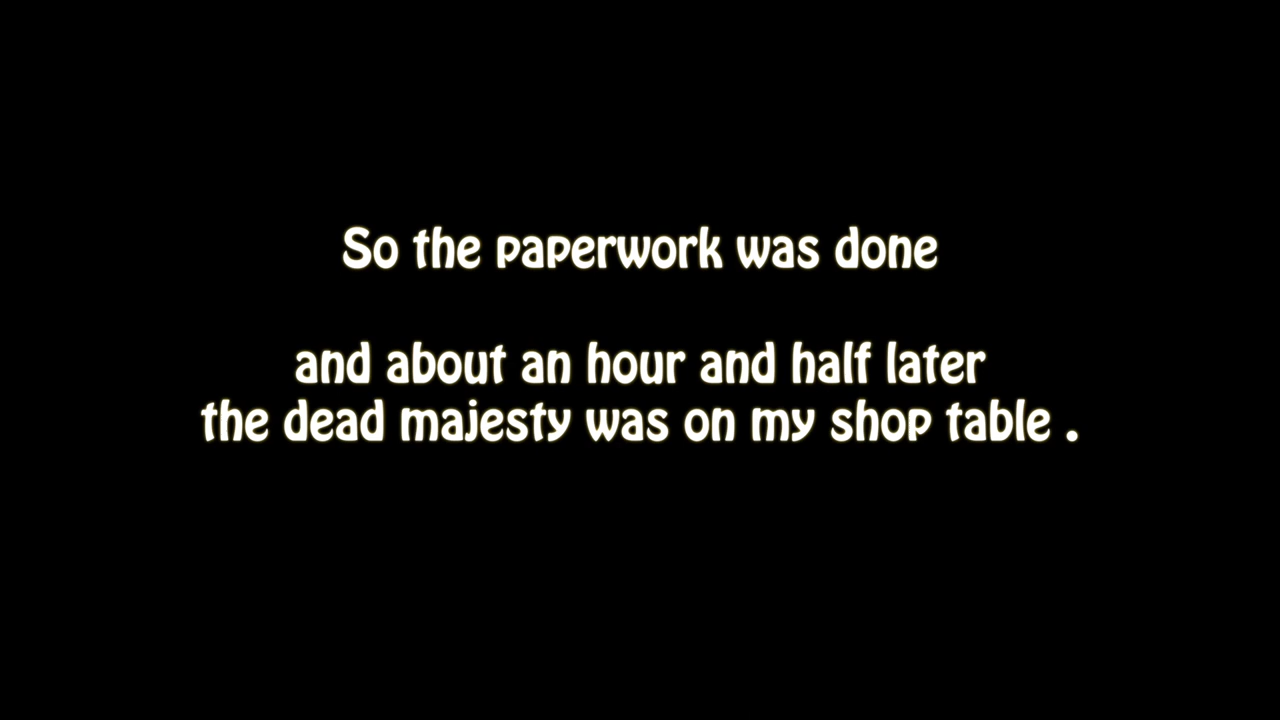 So the paperwork was done
and about an hour and half later
the dead majesty was on my shop table .